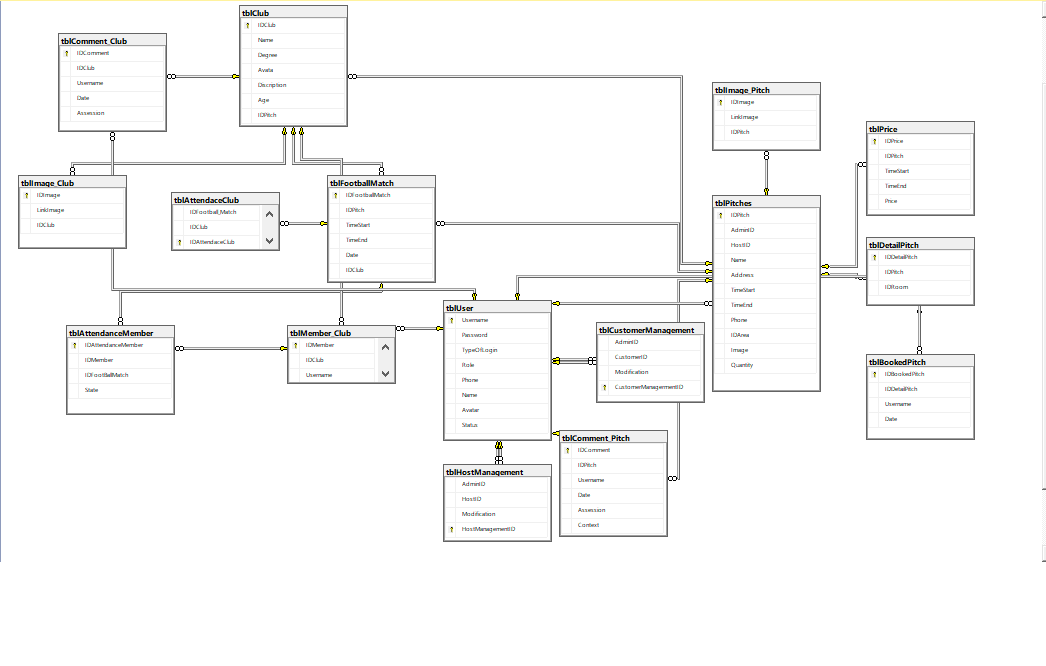 tblClub
IDClub
Name
Degree
Avata
Discription
Age
IDPitch
tblComment_Club
IDComment
IDClub
Username
Date
Assession
tblImage_Club
IDImage
LinkImage
IDClub
tblAttendaceClub
IDFootball_Match
IDClub
IDAttendaceClub
tblFootballMatch
IDFootballMatch
IDPitch
TimeStart
TimeEnd
Date
IDClub
tblImage_Pitch
IDImage
LinkImage
IDPitch
tblPrice
IDPrice
IDPitch
TimeStart
TimeEnd
Price
tblPitches
IDPitch
AdminID
HostID
Name
Address
TimeStart
TimeEnd
Phone
IDArea
Image
Quantity
tblDetailPitch
IDDetailPitch
IDPitch
IDRoom
tblUser
Username
Password
TypeOfLogin
Role
Phone
Name
Avatar
Status
tblAttendanceMember
IDAttendanceMember
IDMember
IDFootBallMatch
State
tblMember_Club
IDMember
IDClub
Username
tblCustomerManagement
AdminID
CustomerID
Modification
CustomerManagementID
tblBookedPitch
IDBookedPitch
IDDetailPitch
Username
Date
tblComment_Pitch
IDComment
IDPitch
Username
Date
Assession
Context
tblHostManagement
AdminID
HostID
Modification
HostManagementID